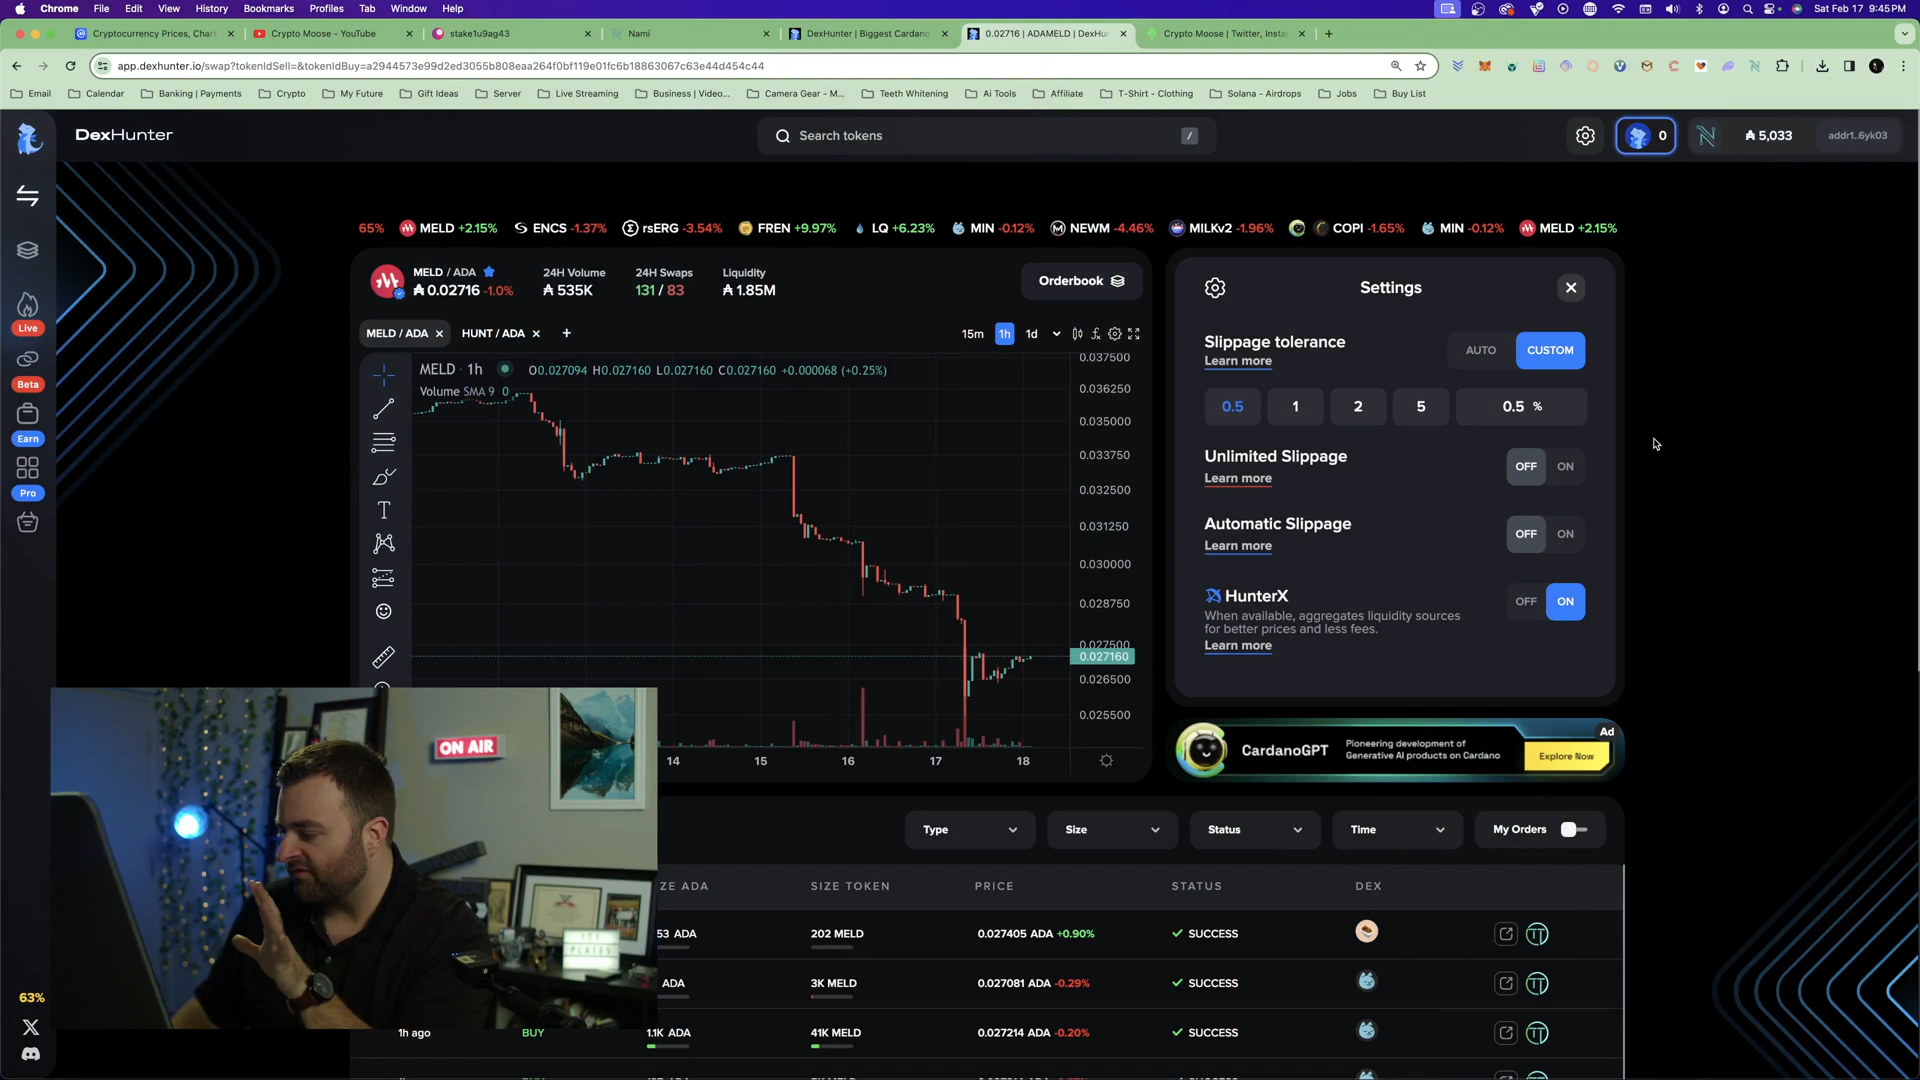 Chrome File Edit View History Bookmarks Profiles Tab Window Help
Sat Feb 17 9:45 PM
Cryptocurrency Prices, Chart
Crypto Moose - YouTube
stake1u9ag43
Nami
DexHunter | Biggest Cardano
0.02716 | ADAMELD | DexHun
Crypto Moose | Twitter, Insta
app.dexhunter.io/swap?tokenIdSell=&tokenIdBuy=a2944573e99d2ed3055b808eaa264f0bf119e01fc6b18863067c63e44d454c44
Email Calendar Banking | Payments Crypto My Future Gift Ideas Server Live Streaming Business | Video... Camera Gear - M... Teeth Whitening Ai Tools Affiliate T-Shirt - Clothing Solana - Airdrops Jobs Buy List
DexHunter
Search tokens /
0
₳ 5,033
addr1..6yk03
65% MELD +2.15% ENCS -1.37% rsERG -3.54% FREN +9.97% LQ +6.23% MIN -0.12% NEWM -4.46% MILKv2 -1.96% COPI -1.65% MIN -0.12% MELD +2.15%
MELD / ADA
₳ 0.02716 -1.0%
24H Volume
₳ 535K
24H Swaps
131 / 83
Liquidity
₳ 1.85M
Orderbook
MELD / ADA × HUNT / ADA × +
15m 1h 1d
MELD · 1h O0.027094 H0.027160 L0.027160 C0.027160 +0.000068 (+0.25%)
Volume SMA 9 0
0.037500
0.036250
0.035000
0.033750
0.032500
0.031250
0.030000
0.028750
0.027500
0.027160
0.026500
0.025500
14 15 16 17 18
Live
Beta
Earn
Pro
63%
Settings
Slippage tolerance
Learn more
AUTO CUSTOM
0.5 1 2 5 0.5 %
Unlimited Slippage
Learn more
OFF ON
Automatic Slippage
Learn more
OFF ON
HunterX
When available, aggregates liquidity sources
for better prices and less fees.
Learn more
OFF ON
CardanoGPT
Pioneering development of
Generative AI products on Cardano
Ad
Explore Now
ON AIR
Type Size Status Time My Orders
ZE ADA SIZE TOKEN PRICE STATUS DEX
53 ADA 202 MELD 0.027405 ADA +0.90% SUCCESS
ADA 3K MELD 0.027081 ADA -0.29% SUCCESS
1h ago BUY 1.1K ADA 41K MELD 0.027214 ADA -0.20% SUCCESS